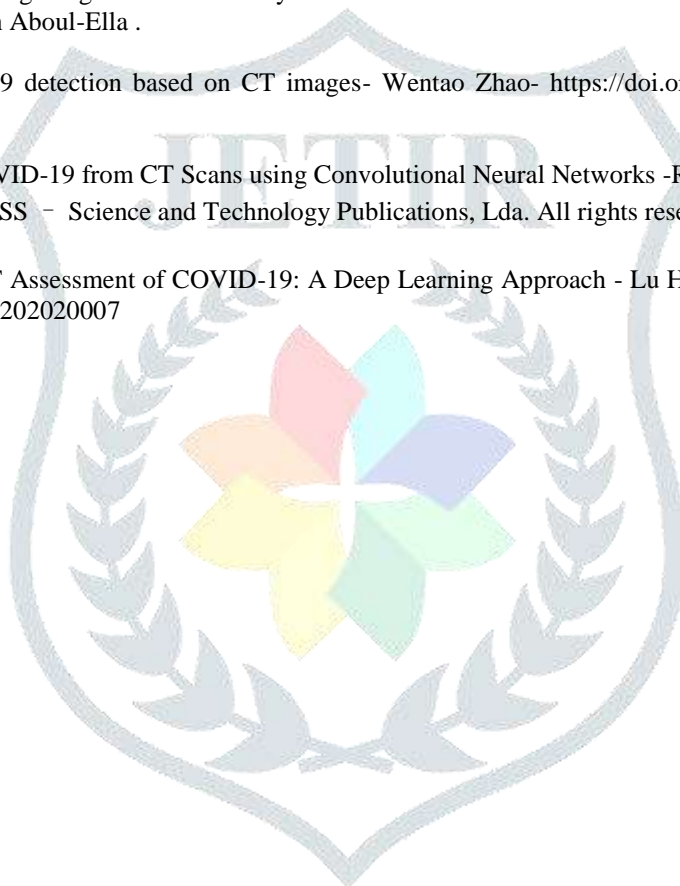 n Aboul-Ella .
9 detection based on CT images- Wentao Zhao- https://doi.o
JETIR
VID-19 from CT Scans using Convolutional Neural Networks -R
SS – Science and Technology Publications, Lda. All rights rese
Assessment of COVID-19: A Deep Learning Approach - Lu H
202020007